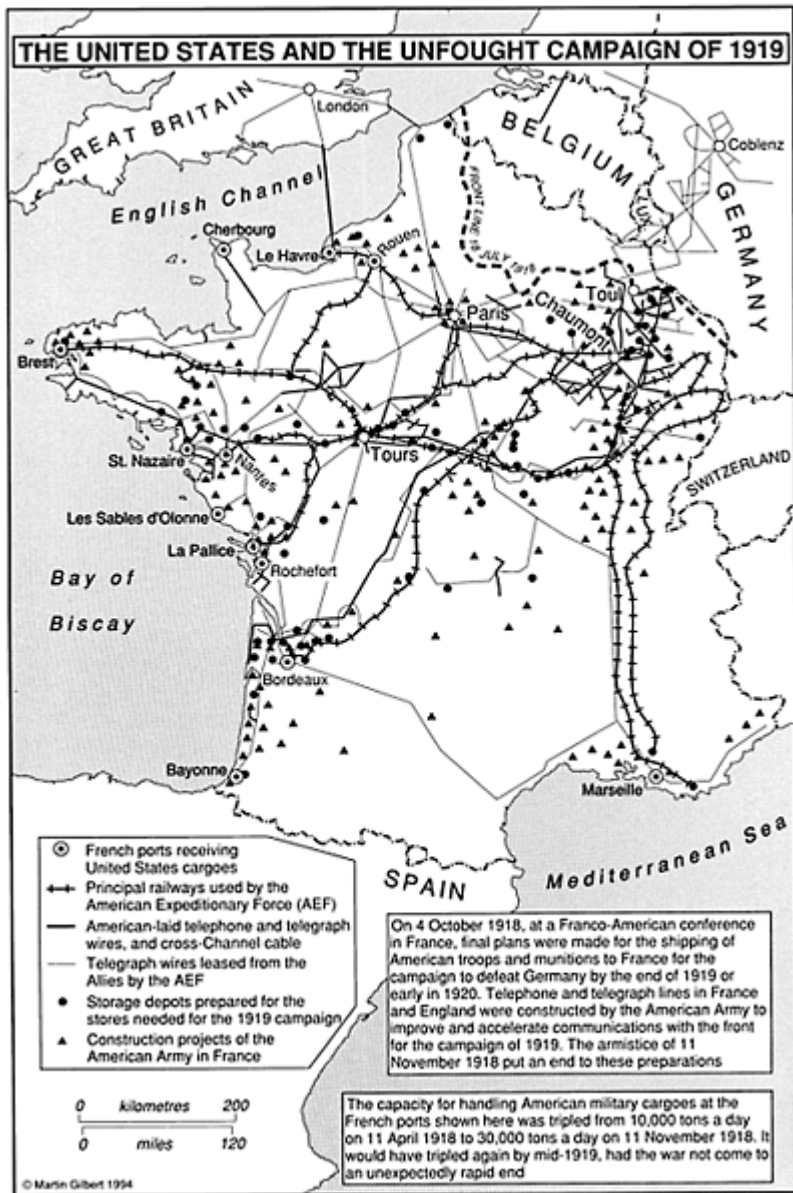 THE UNITED STATES AND THE UNFOUGHT CAMPAIGN OF 1919
GREAT BRITAIN
London
BELGIUM
Coblenz
English Channel
FRONT LINE 15 JULY 1918
LUX
GERMANY
Cherbourg
Le Havre
Rouen
Paris
Chaumont
Toul
Brest
St. Nazaire
Nantes
Tours
SWITZERLAND
Les Sables d'Olonne
La Pallice
Rochefort
Bay of
Biscay
Bordeaux
Bayonne
Marseille
SPAIN
Mediterranean Sea
French ports receiving
United States cargoes
Principal railways used by the
American Expeditionary Force (AEF)
American-laid telephone and telegraph
wires, and cross-Channel cable
Telegraph wires leased from the
Allies by the AEF
Storage depots prepared for the
stores needed for the 1919 campaign
Construction projects of the
American Army in France
0 kilometres 200
0 miles 120
On 4 October 1918, at a Franco-American conference
in France, final plans were made for the shipping of
American troops and munitions to France for the
campaign to defeat Germany by the end of 1919 or
early in 1920. Telephone and telegraph lines in France
and England were constructed by the American Army to
improve and accelerate communications with the front
for the campaign of 1919. The armistice of 11
November 1918 put an end to these preparations
The capacity for handling American military cargoes at the
French ports shown here was tripled from 10,000 tons a day
on 11 April 1918 to 30,000 tons a day on 11 November 1918. It
would have tripled again by mid-1919, had the war not come to
an unexpectedly rapid end
© Martin Gilbert 1994